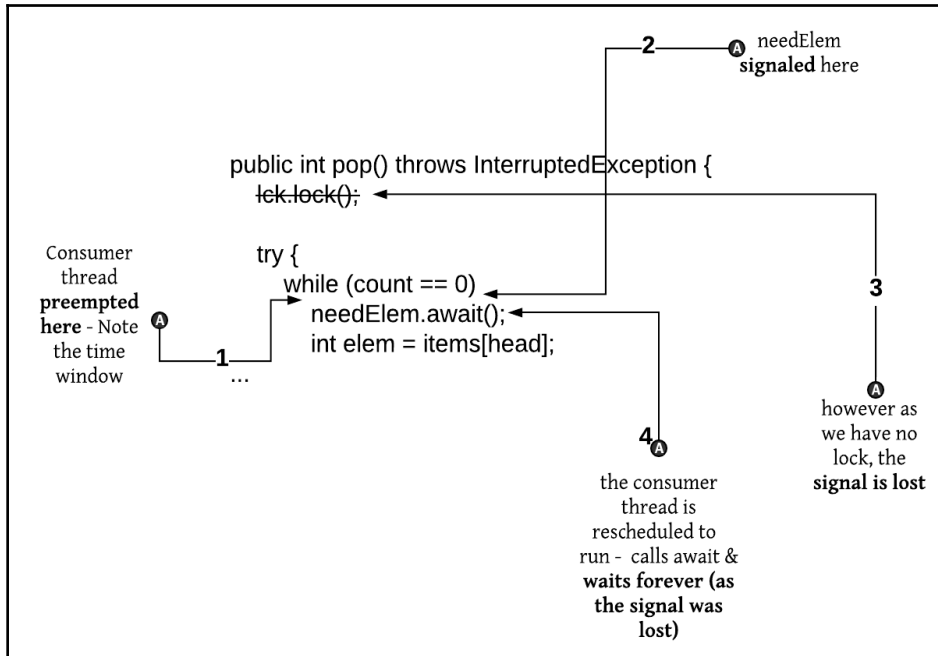 2
A
needElem
signaled here
public int pop() throws InterruptedException {
lck.lock();
try {
while (count == 0)
needElem.await();
int elem = items[head];
...
Consumer
thread
preempted
here - Note
the time
window
A
1
3
A
however as
we have no
lock, the
signal is lost
4
A
the consumer
thread is
rescheduled to
run - calls await &
waits forever (as
the signal was
lost)